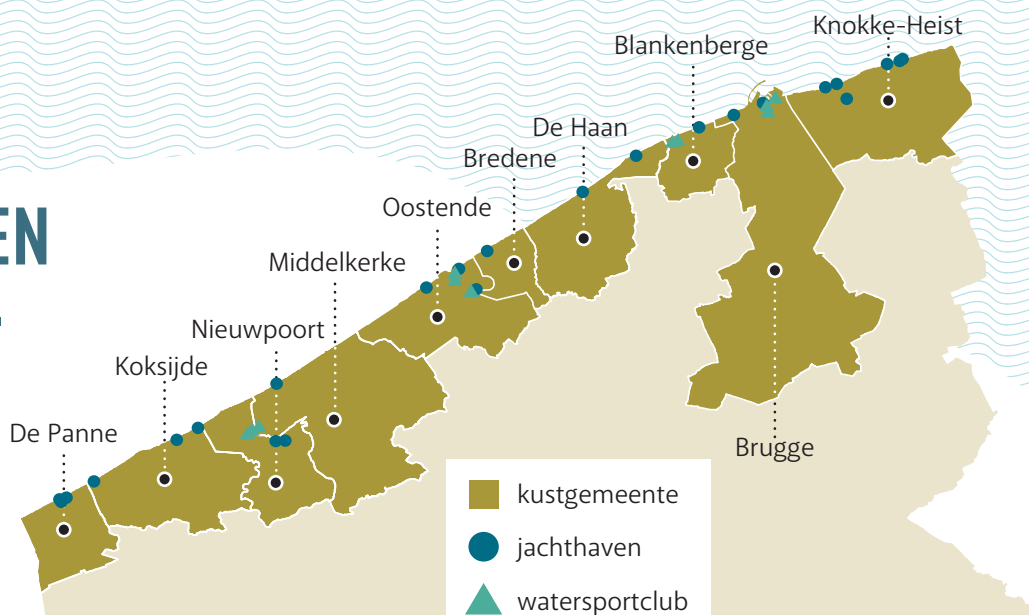 Knokke-Heist
Blankenberge
De Haan
Bredene
Oostende
EN
Middelkerke
Nieuwpoort
Koksijde
De Panne
Brugge
kustgemeente
jachthaven
watersportclub